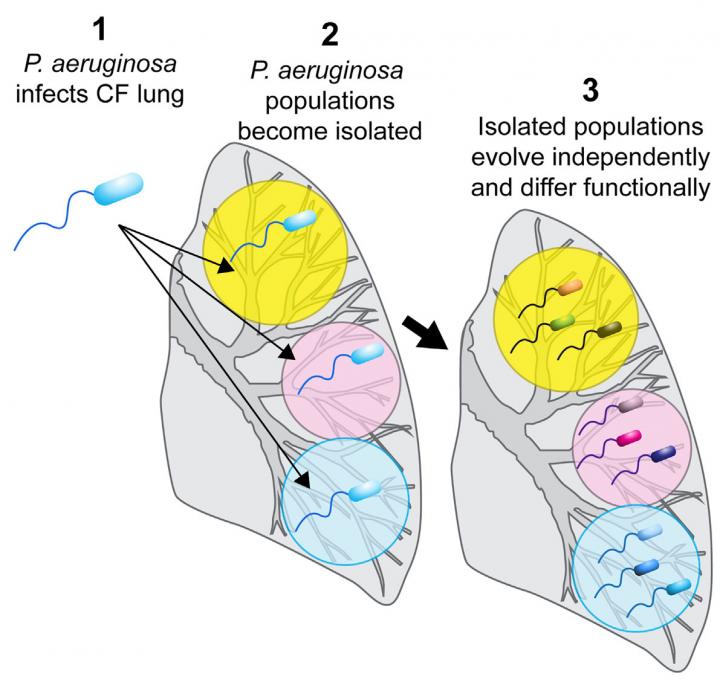 1
P. aeruginosa
infects CF lung
2
P. aeruginosa
populations
become isolated
3
Isolated populations
evolve independently
and differ functionally